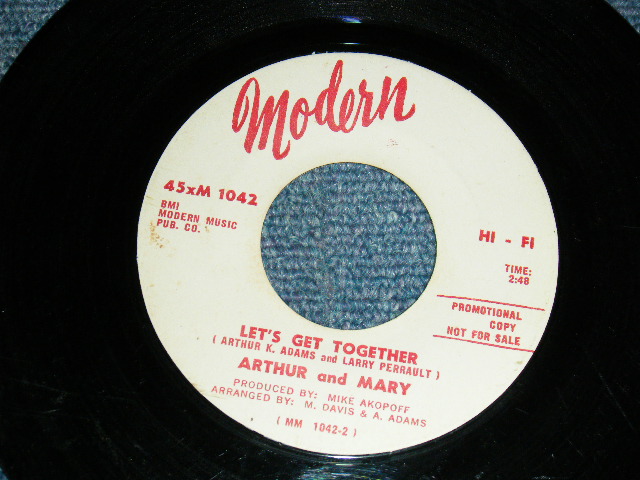 Modern
45xM 1042
BMI
MODERN MUSIC
PUB. CO.
HI - FI
TIME:
2:48
PROMOTIONAL
COPY
NOT FOR SALE
LET'S GET TOGETHER
( ARTHUR K. ADAMS and LARRY PERRAULT )
ARTHUR and MARY
PRODUCED BY: MIKE AKOPOFF
ARRANGED BY: M. DAVIS & A. ADAMS
( MM 1042-2 )